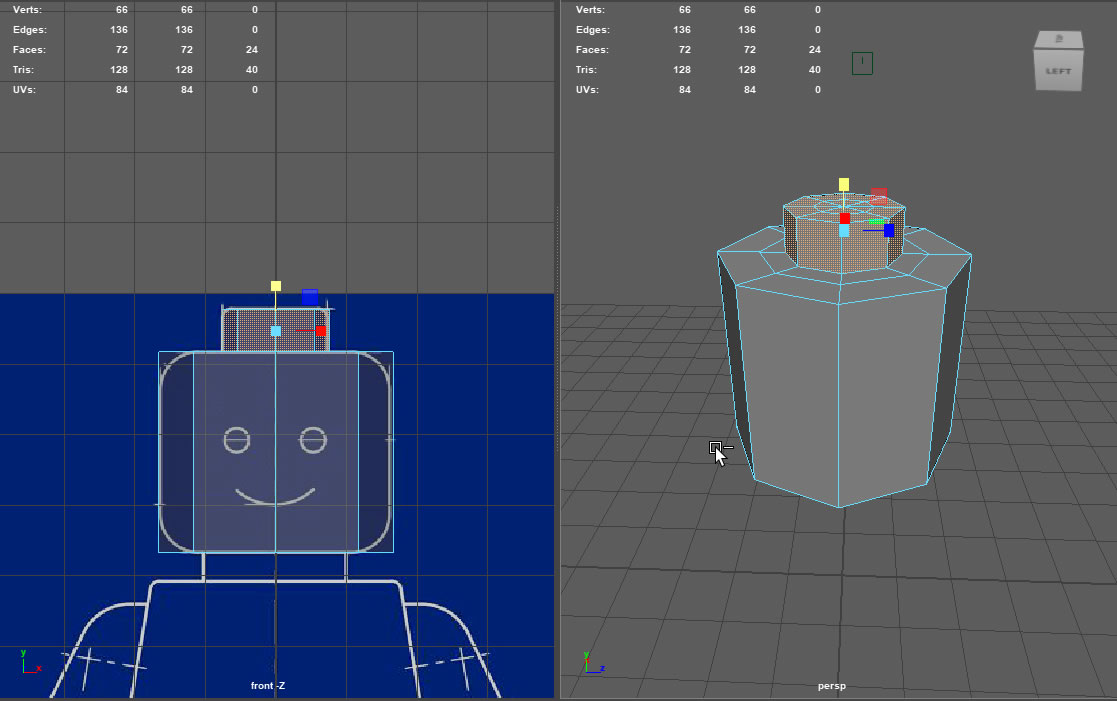 Verts: 66 66 0
Edges: 136 136 0
Faces: 72 72 24
Tris: 128 128 40
UVs: 84 84 0
y
x
front -Z
Verts: 66 66 0
Edges: 136 136 0
Faces: 72 72 24
Tris: 128 128 40
UVs: 84 84 0
LEFT
y
z
persp